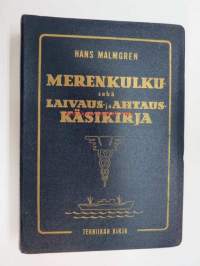 HANS MALMGREN
MERENKULKU-
sekä
LAIVAUS- ja AHTAUS-
KÄSIKIRJA
TEKNIIKAN KIRJA